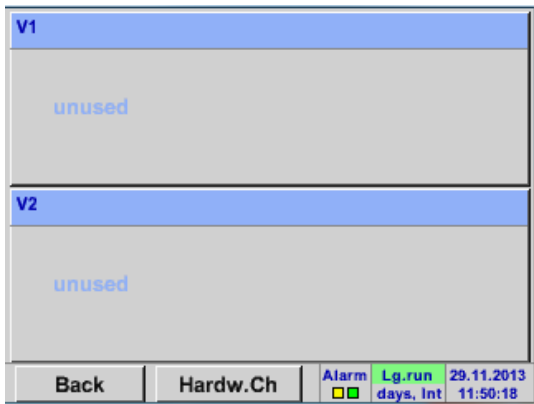 V1
unused
V2
unused
Back
Hardw.Ch
Alarm
Lg.run
days, Int
29.11.2013
11:50:18